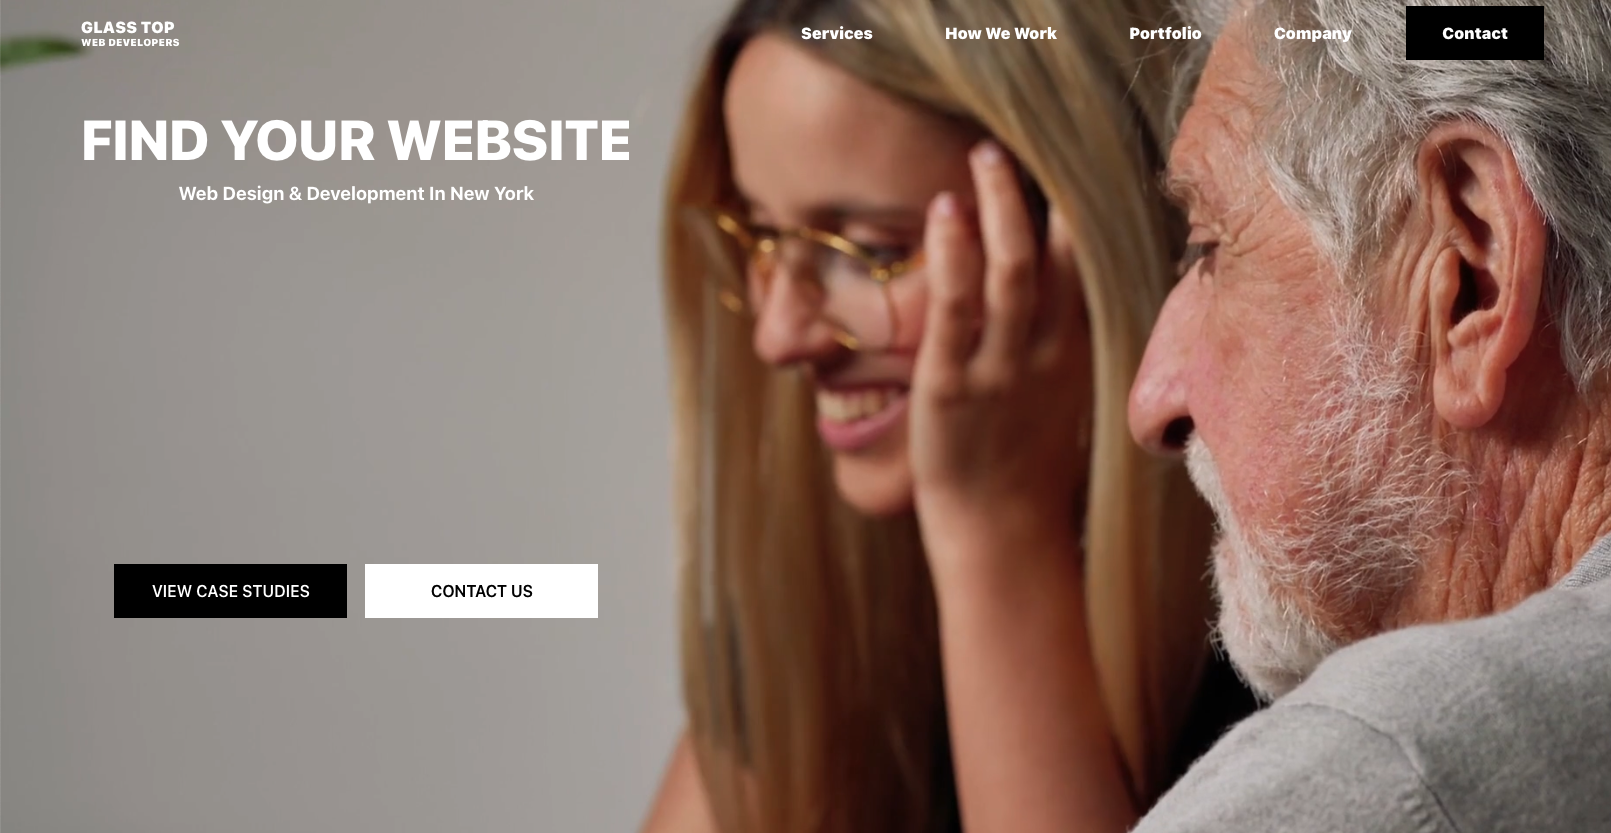 GLASS TOP
WEB DEVELOPERS
Services
How We Work
Portfolio
Company
Contact
FIND YOUR WEBSITE
Web Design & Development In New York
VIEW CASE STUDIES
CONTACT US